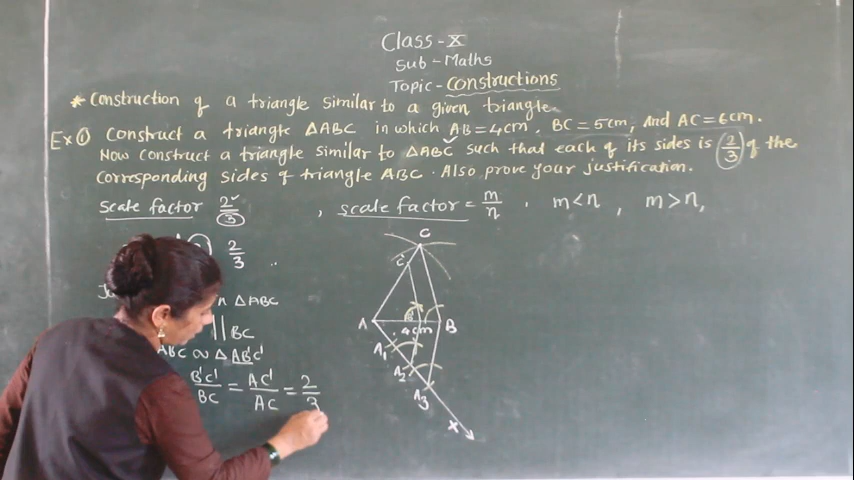 Class-X
Sub-Maths
Topic-Constructions
* Construction of a triangle similar to a given triangle.
Ex① Construct a triangle ΔABC in which AB=4cm, BC=5cm, And AC=6cm.
Now construct a triangle similar to ΔABC such that each of its sides is 2/3 of the
corresponding sides of triangle ABC. Also prove your justification.
Scale factor 2/3 , scale factor = m/n , m<n , m>n,
2/3 ..
In ΔABC
|| BC
ABC ~ ΔAB'C'
B'C'/BC = AC'/AC = 2/3
C
C'
A
B'
B
4cm
A1
A2
A3
X